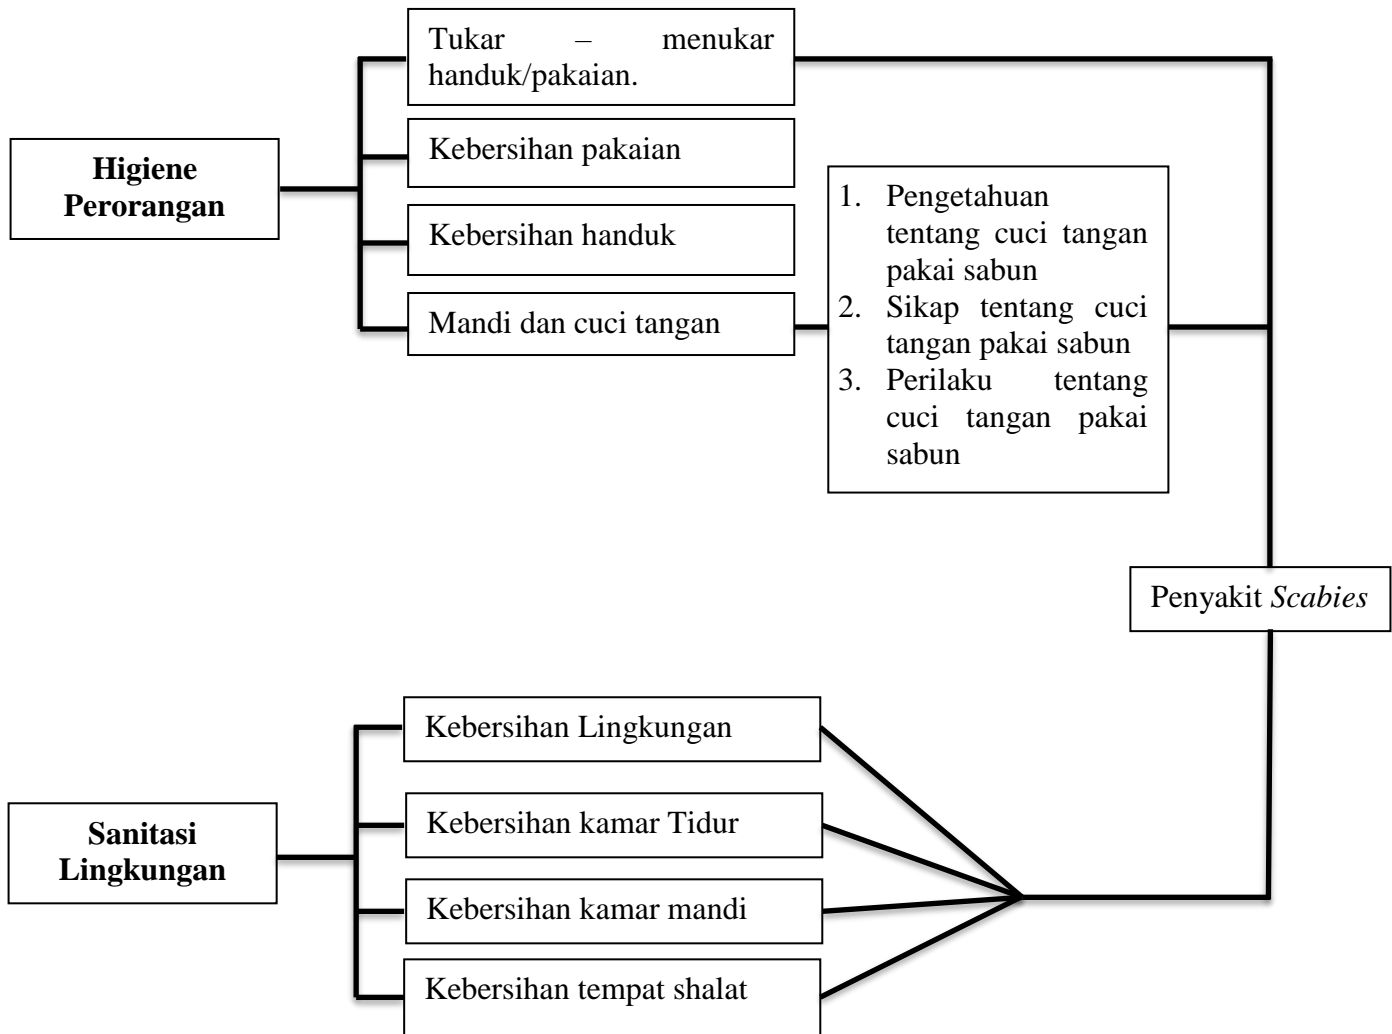 Tukar – menukar
handuk/pakaian.
Higiene
Perorangan
Kebersihan pakaian
Kebersihan handuk
Mandi dan cuci tangan
1. Pengetahuan
tentang cuci tangan
pakai sabun
2. Sikap tentang cuci
tangan pakai sabun
3. Perilaku tentang
cuci tangan pakai
sabun
Penyakit Scabies
Sanitasi
Lingkungan
Kebersihan Lingkungan
Kebersihan kamar Tidur
Kebersihan kamar mandi
Kebersihan tempat shalat